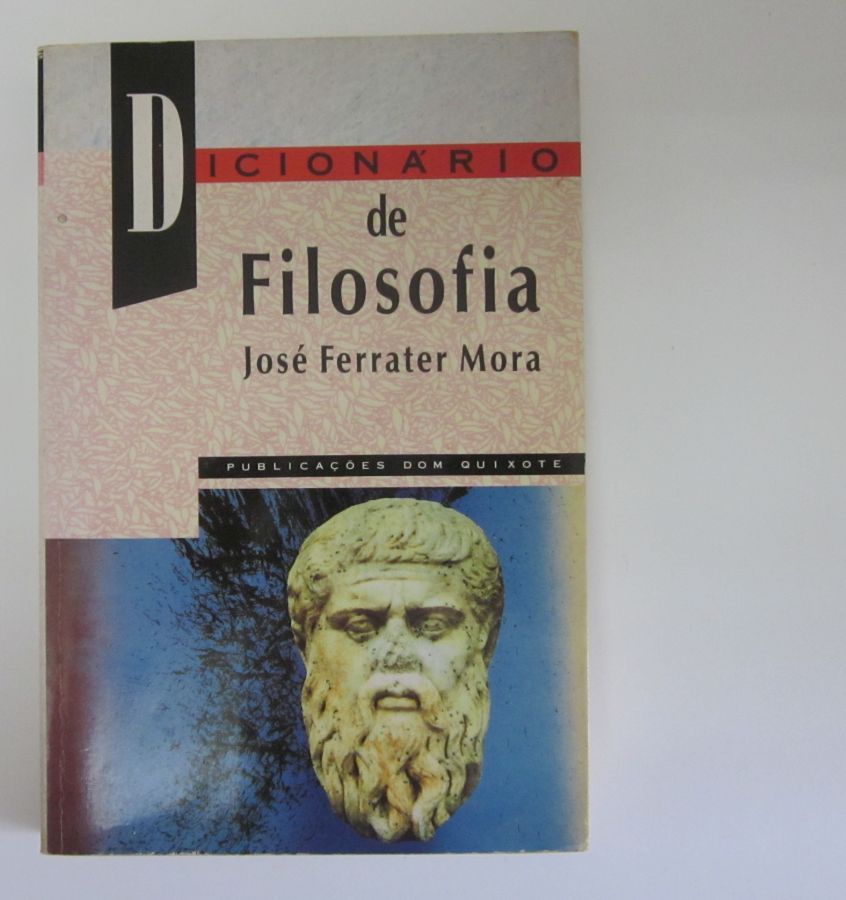 DICIONÁRIO
de
Filosofia
José Ferrater Mora
PUBLICAÇÕES DOM QUIXOTE